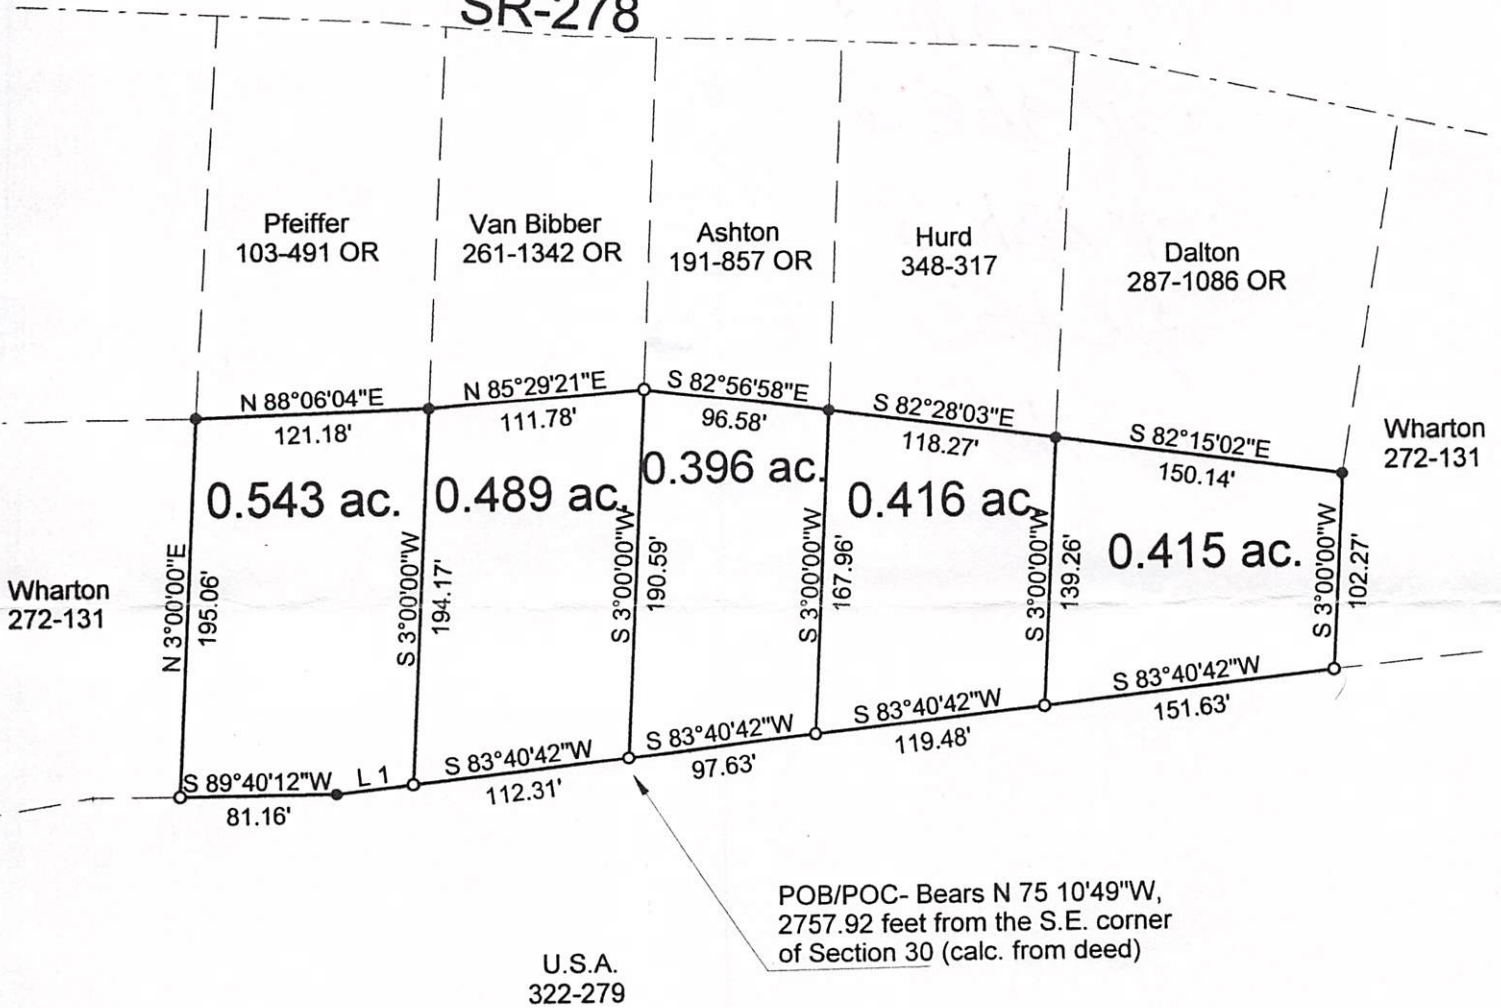 SR-278
Pfeiffer
103-491 OR
Van Bibber
261-1342 OR
Ashton
191-857 OR
Hurd
348-317
Dalton
287-1086 OR
N 88°06'04"E
121.18'
N 85°29'21"E
111.78'
S 82°56'58"E
96.58'
S 82°28'03"E
118.27'
S 82°15'02"E
150.14'
Wharton
272-131
0.543 ac.
0.489 ac.
0.396 ac.
0.416 ac.
0.415 ac.
Wharton
272-131
N 3°00'00"E
195.06'
S 3°00'00"W
194.17'
S 3°00'00"W
190.59'
S 3°00'00"W
167.96'
S 3°00'00"W
139.26'
S 3°00'00"W
102.27'
S 89°40'12"W
81.16'
L 1
S 83°40'42"W
112.31'
S 83°40'42"W
97.63'
S 83°40'42"W
119.48'
S 83°40'42"W
151.63'
POB/POC- Bears N 75 10'49"W,
2757.92 feet from the S.E. corner
of Section 30 (calc. from deed)
U.S.A.
322-279